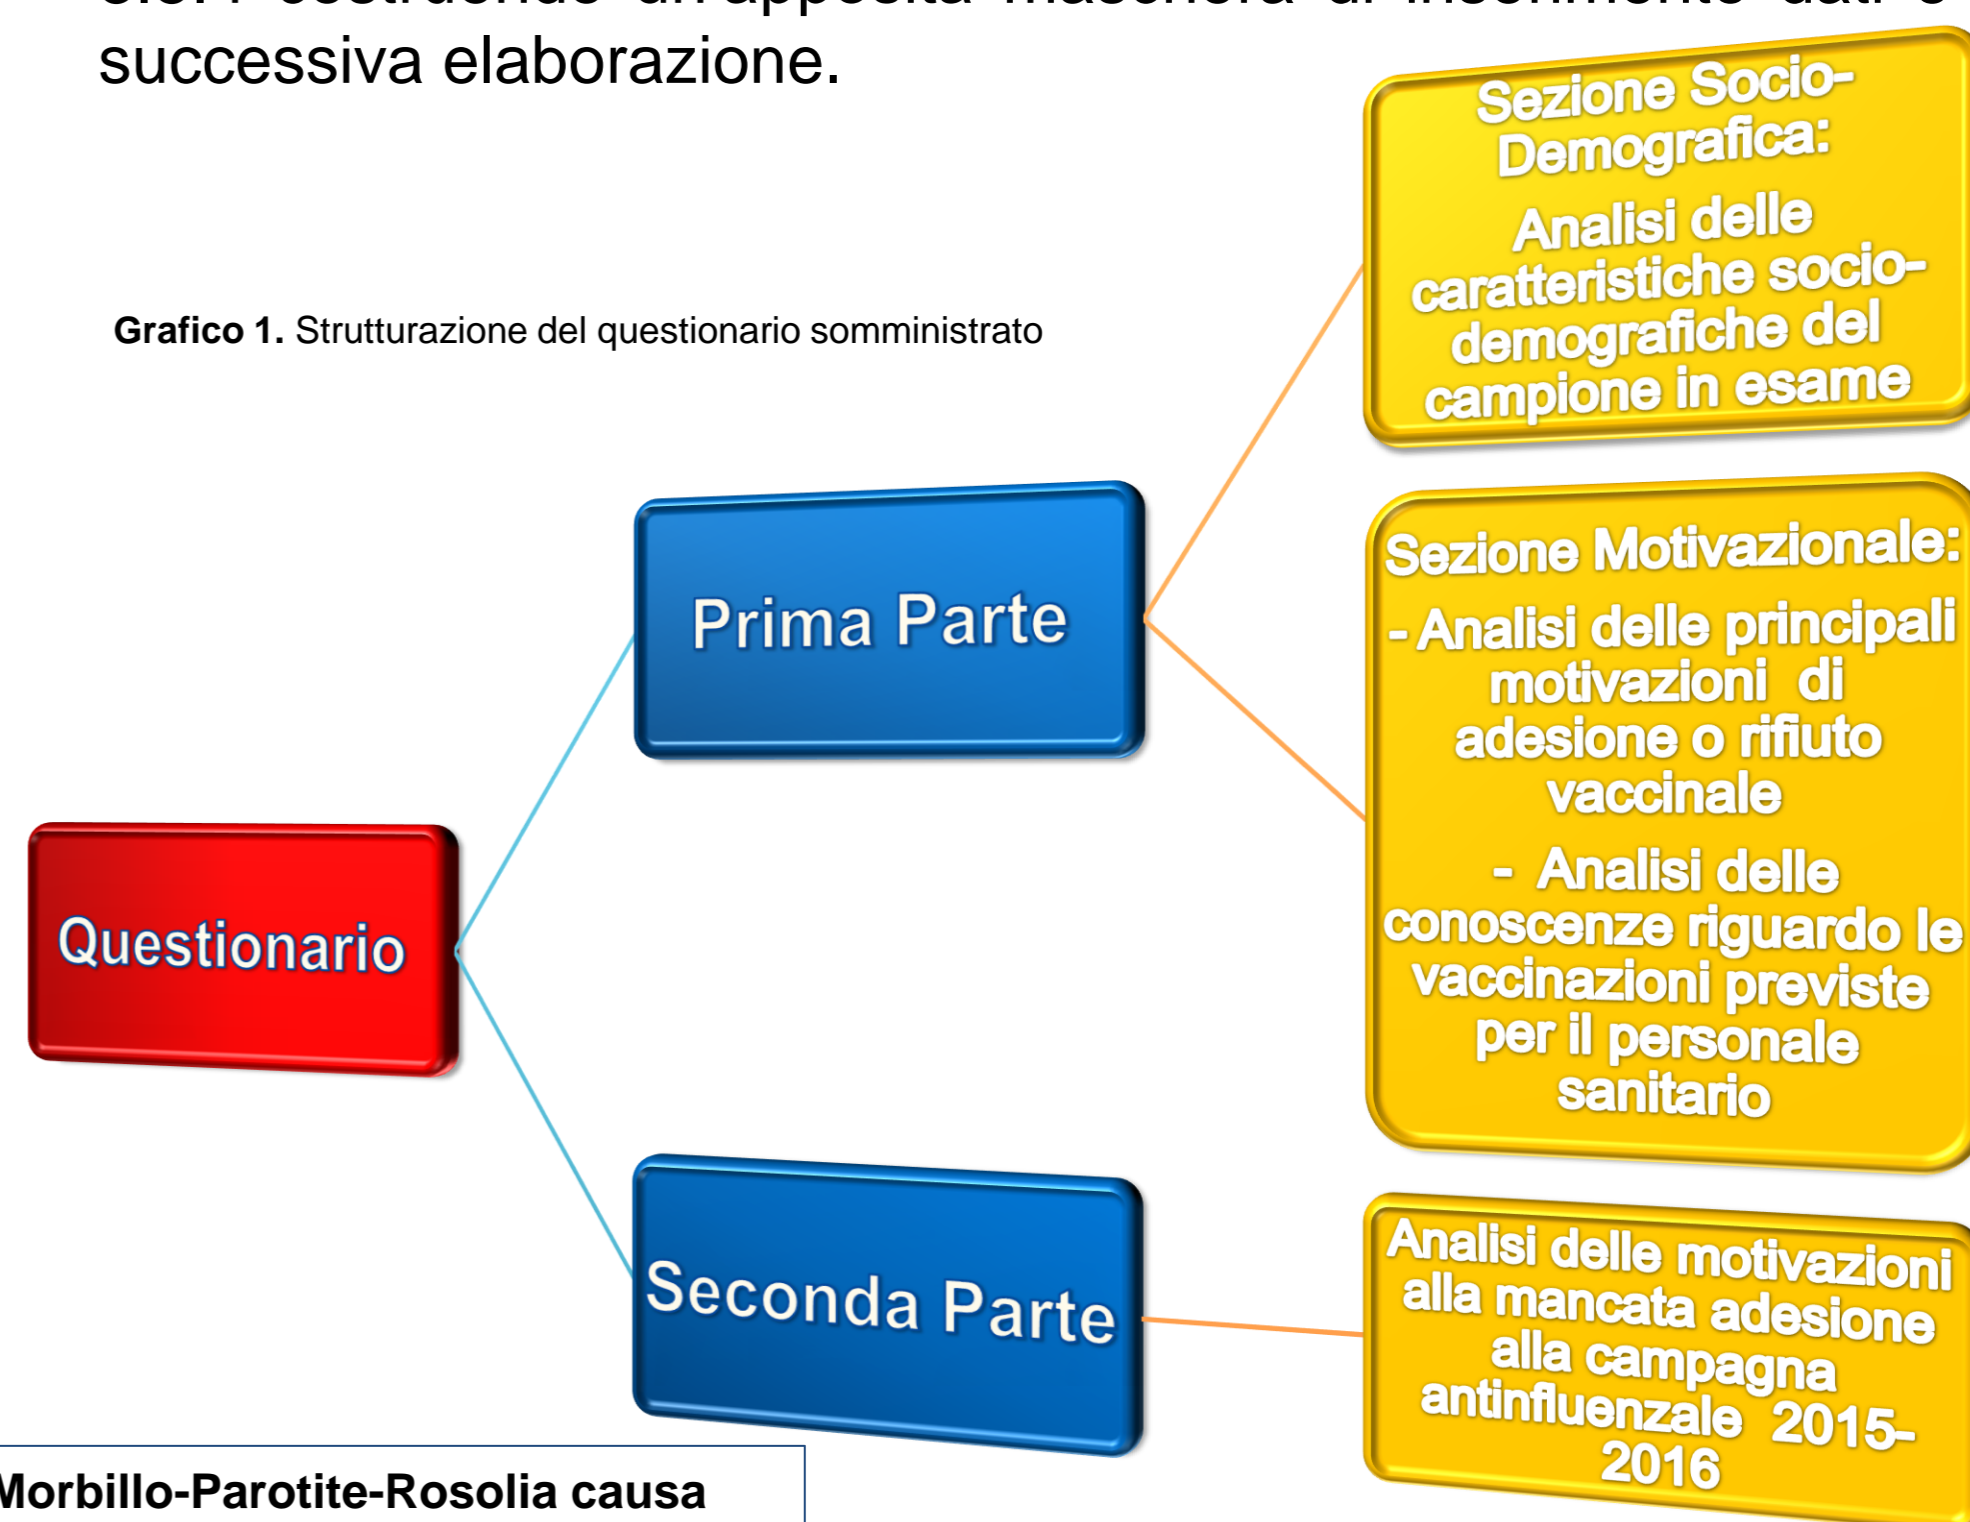 successiva elaborazione.
Grafico 1. Strutturazione del questionario somministrato
Questionario
Prima Parte
Sezione Socio-
Demografica:
Analisi delle
caratteristiche socio-
demografiche del
campione in esame
Sezione Motivazionale:
- Analisi delle principali
motivazioni di
adesione o rifiuto
vaccinale
- Analisi delle
conoscenze riguardo le
vaccinazioni previste
per il personale
sanitario
Seconda Parte
Analisi delle motivazioni
alla mancata adesione
alla campagna
antinfluenzale 2015-
2016
Morbillo-Parotite-Rosolia causa